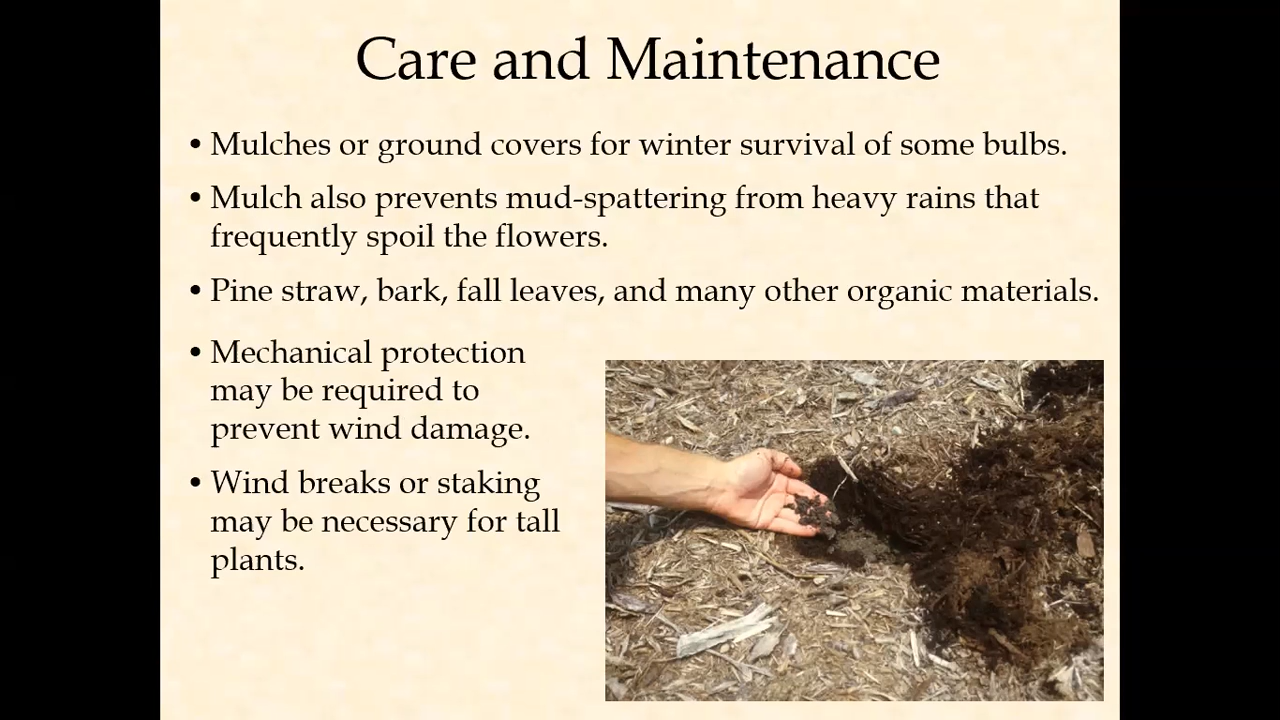 Care and Maintenance
• Mulches or ground covers for winter survival of some bulbs.
• Mulch also prevents mud-spattering from heavy rains that
frequently spoil the flowers.
• Pine straw, bark, fall leaves, and many other organic materials.
• Mechanical protection
may be required to
prevent wind damage.
• Wind breaks or staking
may be necessary for tall
plants.